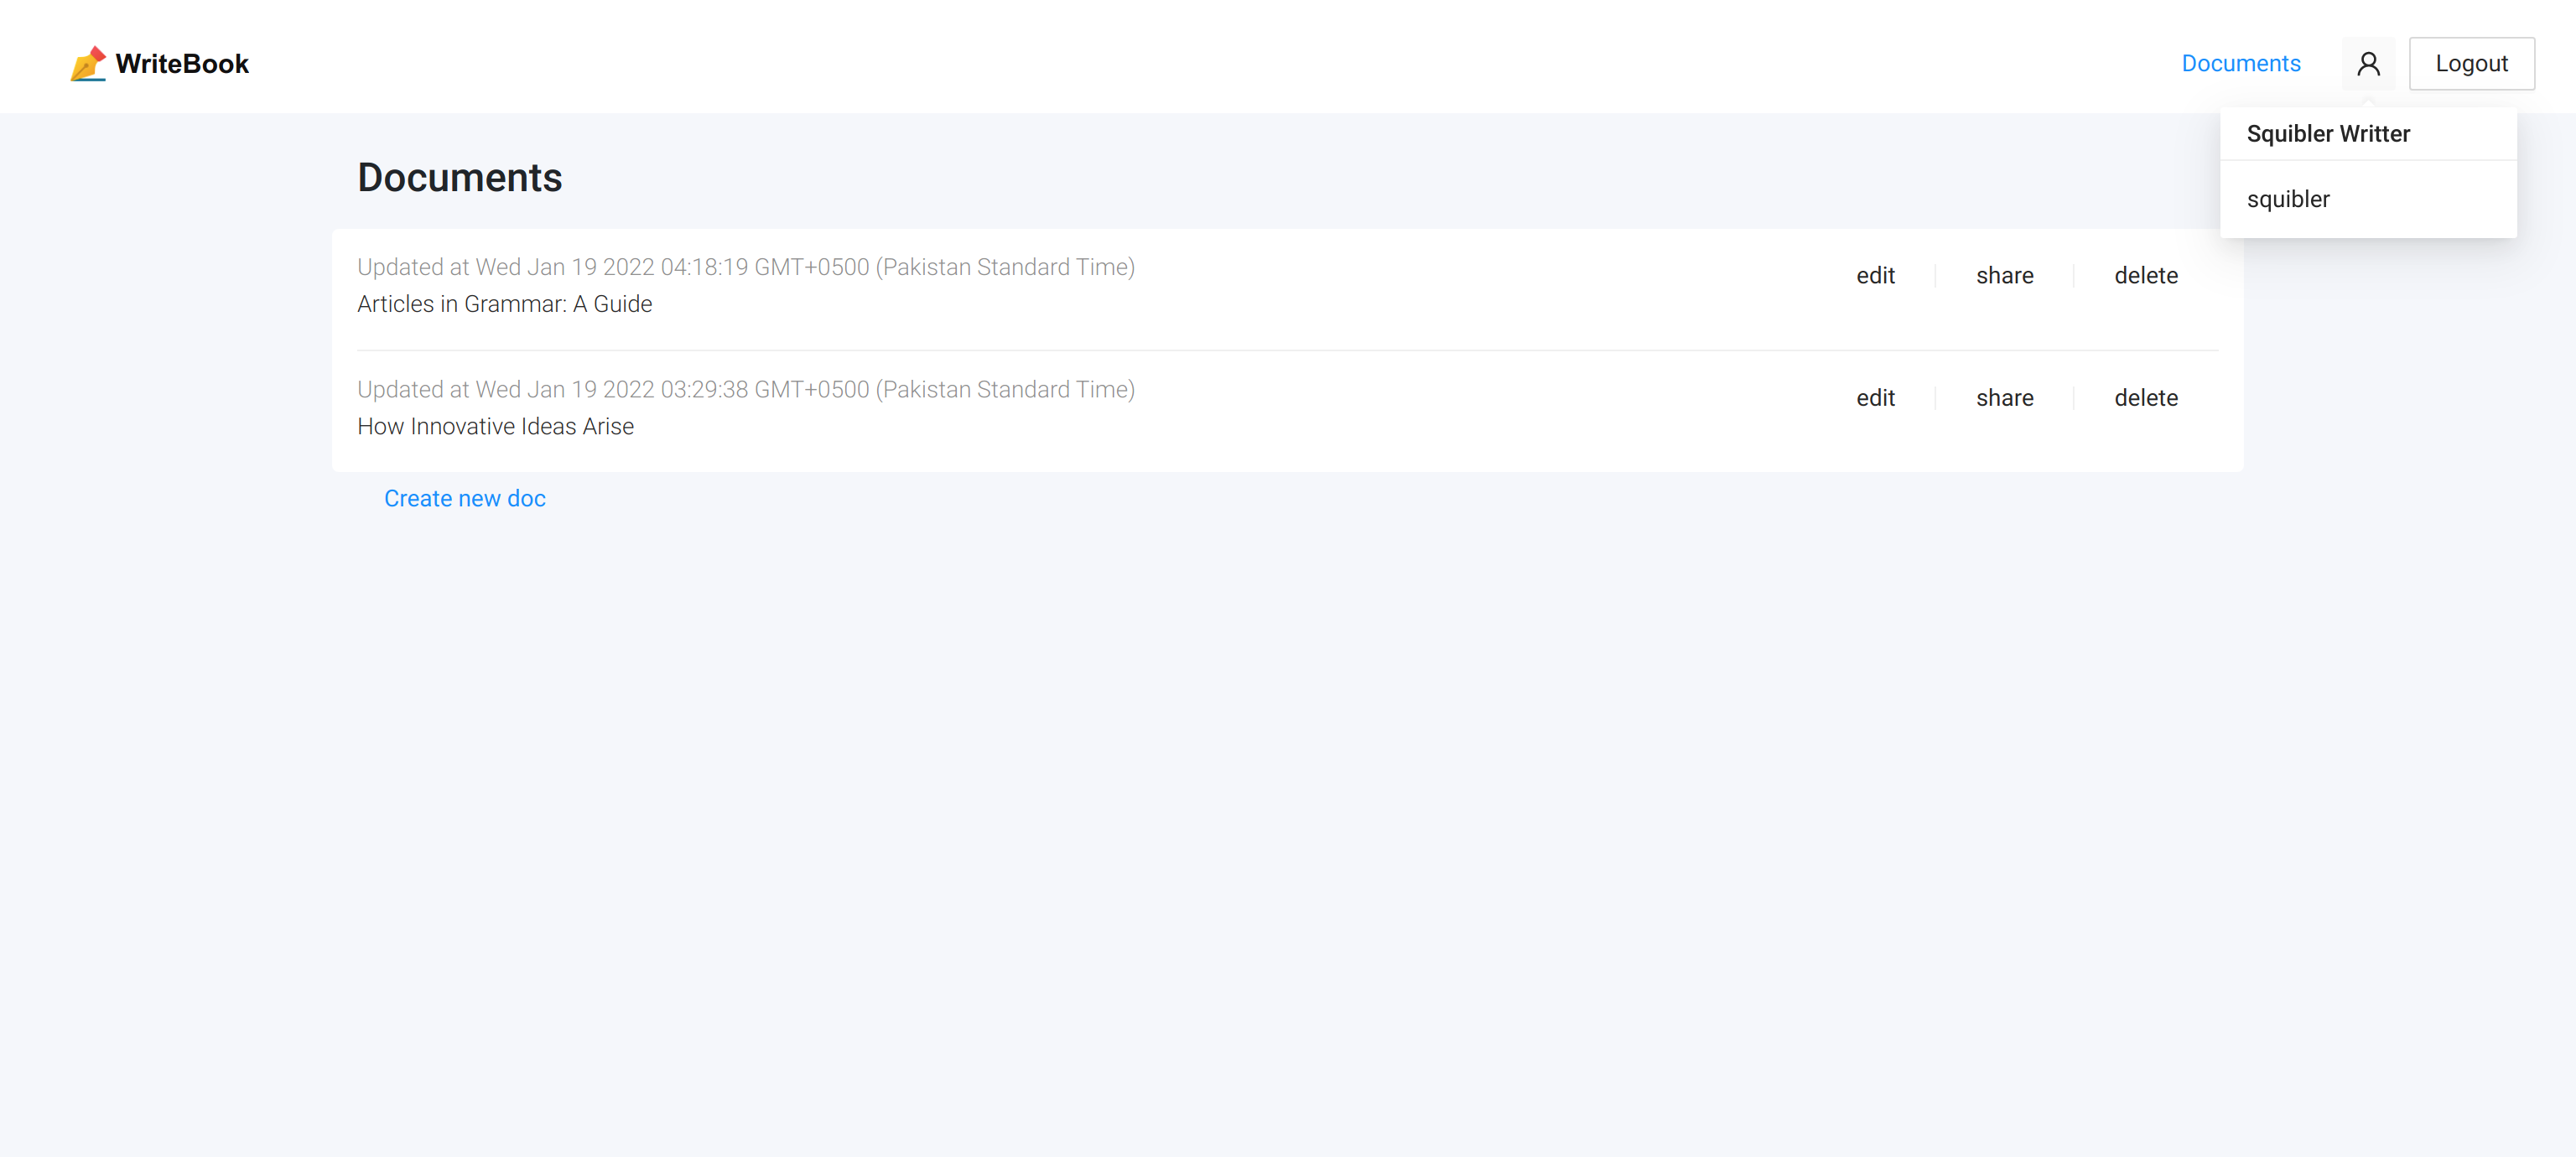 WriteBook
Documents
Logout
Squibler Writter
squibler
Documents
Updated at Wed Jan 19 2022 04:18:19 GMT+0500 (Pakistan Standard Time)
Articles in Grammar: A Guide
edit
share
delete
Updated at Wed Jan 19 2022 03:29:38 GMT+0500 (Pakistan Standard Time)
How Innovative Ideas Arise
edit
share
delete
Create new doc